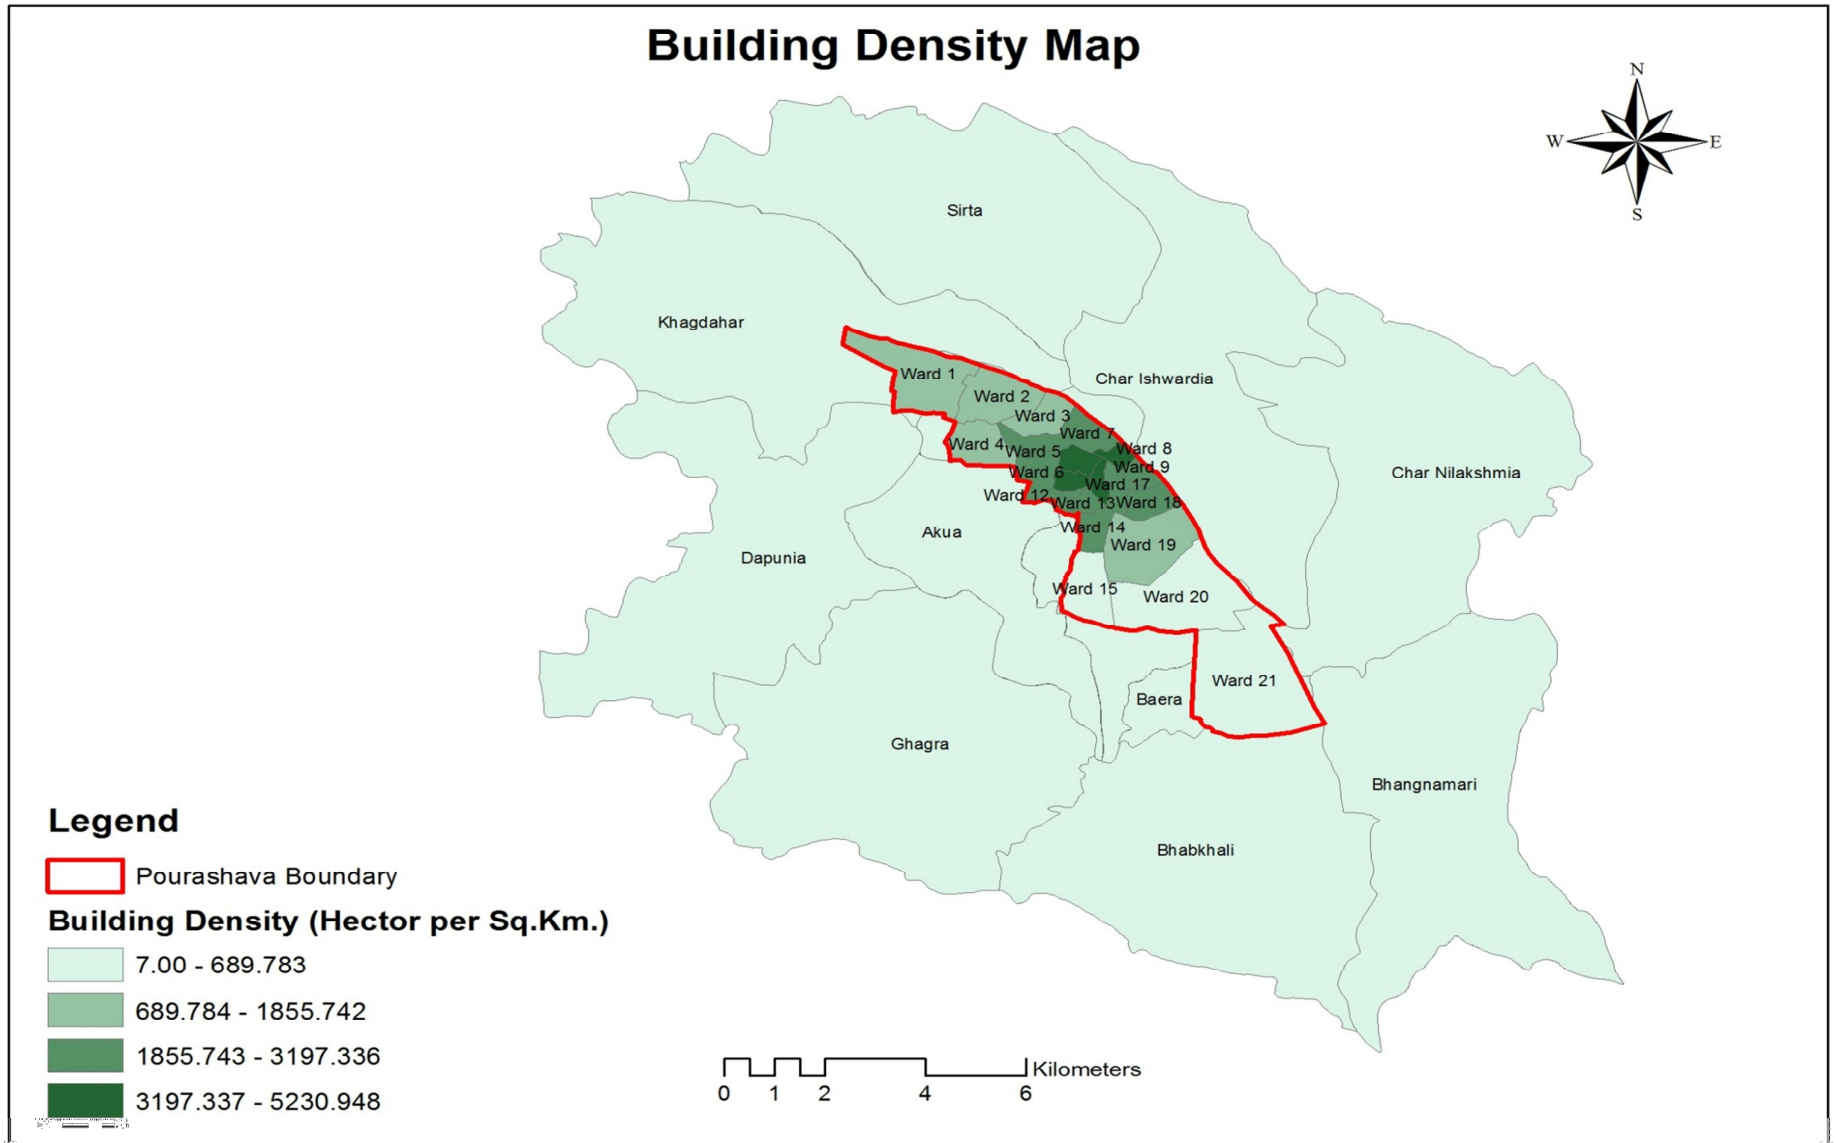 Building Density Map
N
W E
S
Sirta
Khagdahar
Ward 1
Char Ishwardia
Ward 2
Ward 3
Ward 7
Ward 4
Ward 5
Ward 8
Ward 9
Ward 6
Char Nilakshmia
Ward 17
Ward 12
Ward 13
Ward 18
Akua
Ward 14
Ward 19
Dapunia
Ward 15
Ward 20
Ward 21
Baera
Ghagra
Bhangnamari
Bhabkhali
Legend
Pourashava Boundary
Building Density (Hector per Sq.Km.)
7.00 - 689.783
689.784 - 1855.742
1855.743 - 3197.336
3197.337 - 5230.948
Kilometers
0 1 2 4 6